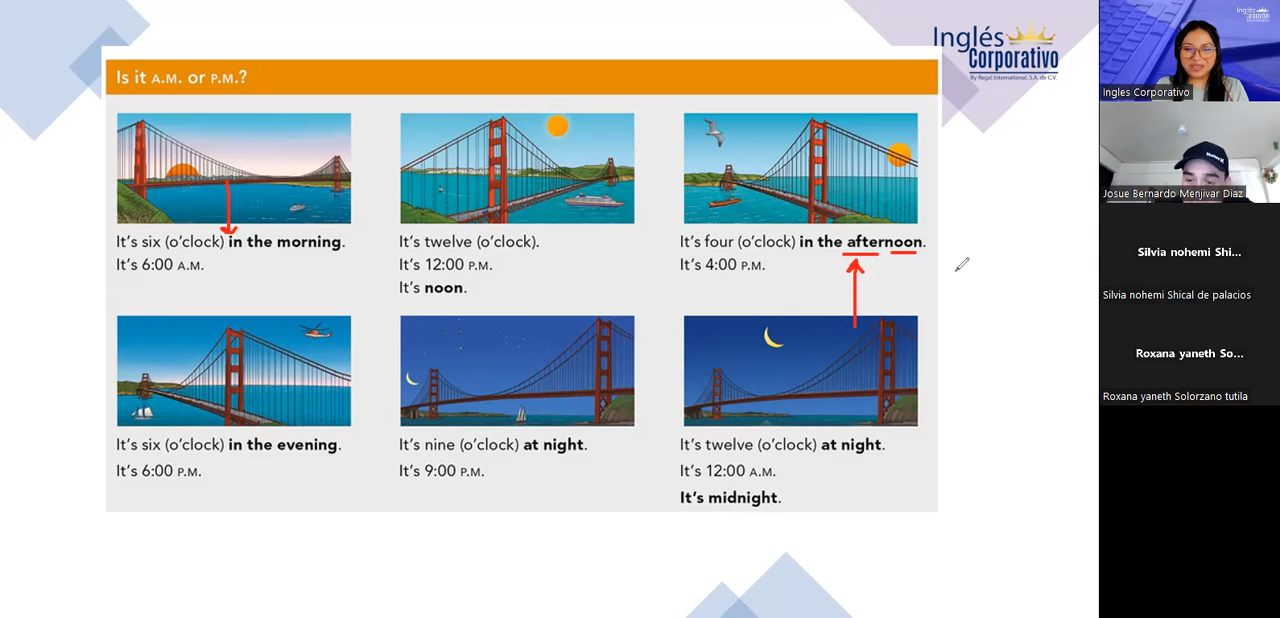 Inglés
Corporativo
By Regal International, S.A. de C.V.
Is it A.M. or P.M.?
It's six (o'clock) in the morning.
It's 6:00 A.M.
It's twelve (o'clock).
It's 12:00 P.M.
It's noon.
It's four (o'clock) in the afternoon.
It's 4:00 P.M.
It's six (o'clock) in the evening.
It's 6:00 P.M.
It's nine (o'clock) at night.
It's 9:00 P.M.
It's twelve (o'clock) at night.
It's 12:00 A.M.
It's midnight.
Ingles Corporativo
Josue Bernardo Menjivar Diaz
Silvia nohemi Shi...
Silvia nohemi Shical de palacios
Roxana yaneth So...
Roxana yaneth Solorzano tutila